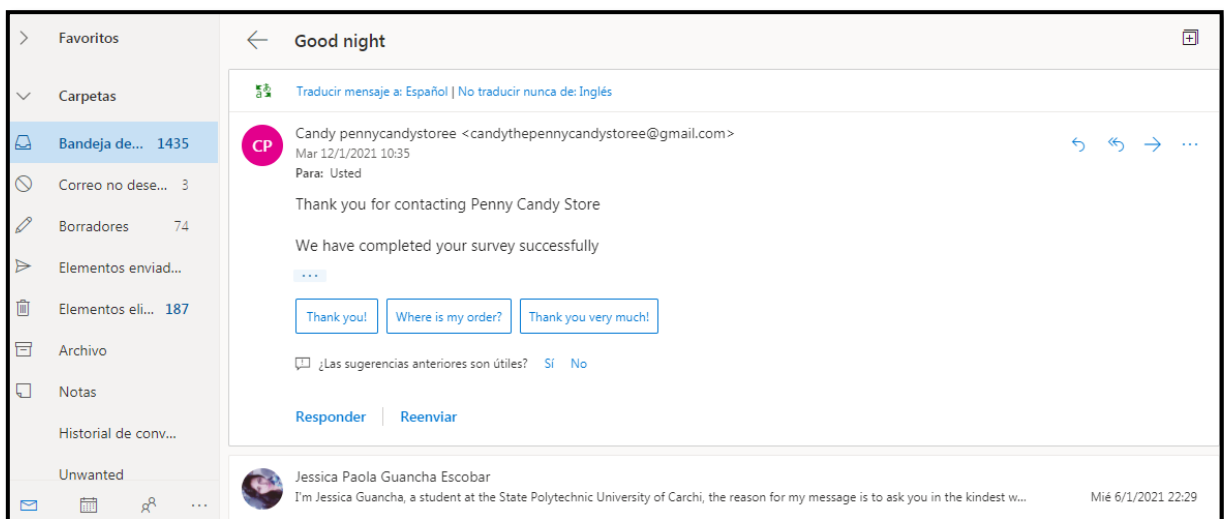 Favoritos
Carpetas
Bandeja de... 1435
Correo no dese... 3
Borradores 74
Elementos enviad...
Elementos eli... 187
Archivo
Notas
Historial de conv...
Unwanted
Good night
Traducir mensaje a: Español | No traducir nunca de: Inglés
CP
Candy pennycandystoree <candythepennycandystoree@gmail.com>
Mar 12/1/2021 10:35
Para: Usted
Thank you for contacting Penny Candy Store
We have completed your survey successfully
...
Thank you! Where is my order? Thank you very much!
¿Las sugerencias anteriores son útiles? Sí No
Responder | Reenviar
Jessica Paola Guancha Escobar
I'm Jessica Guancha, a student at the State Polytechnic University of Carchi, the reason for my message is to ask you in the kindest w... Mié 6/1/2021 22:29